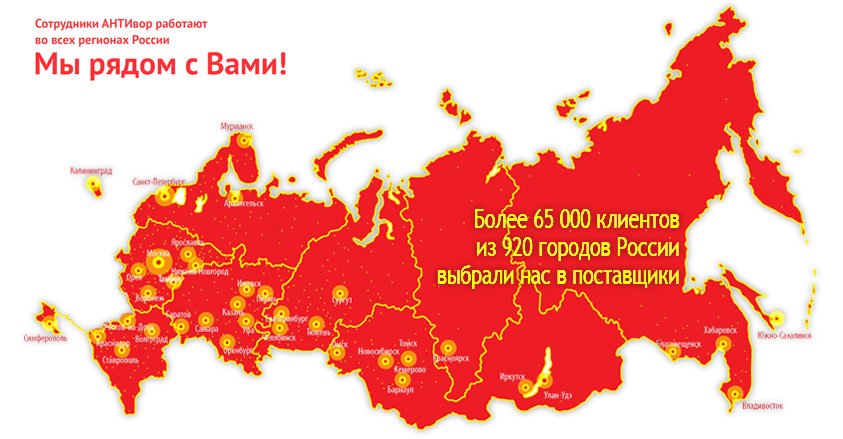 Сотрудники АНТИвор работают
во всех регионах России
Мы рядом с Вами!
Мурманск
Калининград
Санкт-Петербург
Архангельск
Более 65 000 клиентов
из 920 городов России
выбрали нас в поставщики
Ярославль
Москва
Нижний Новгород
Орел
Воронеж
Ижевск
Пермь
Сургут
Казань
Екатеринбург
Саратов
Самара
Уфа
Тюмень
Ростов-на-Дону
Волгоград
Челябинск
Оренбург
Симферополь
Краснодар
Ставрополь
Омск
Новосибирск
Томск
Кемерово
Барнаул
Красноярск
Иркутск
Улан-Удэ
Благовещенск
Хабаровск
Южно-Сахалинск
Владивосток